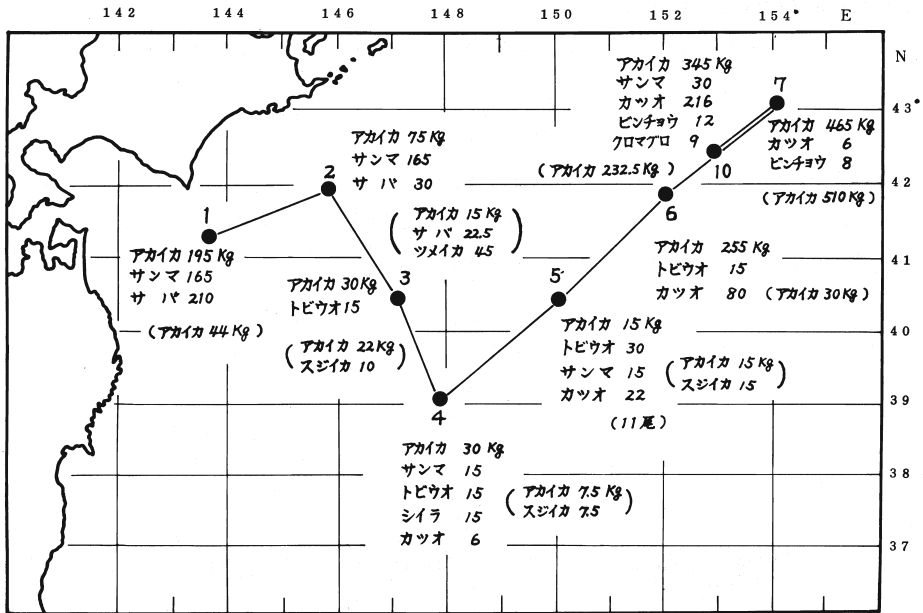 142 144 146 148 150 152 154° E
N
43°
42
41
40
39
38
37
1
アカイカ 195 Kg
サンマ 165
サバ 210
(アカイカ 44 Kg)
2
アカイカ 75 Kg
サンマ 165
サバ 30
(アカイカ 15 Kg
サバ 22.5
ツメイカ 45)
3
アカイカ 30 Kg
トビウオ 15
(アカイカ 22 Kg
スジイカ 10)
4
アカイカ 30 Kg
サンマ 15
トビウオ 15
シイラ 15
カツオ 6
(アカイカ 7.5 Kg
スジイカ 7.5)
5
アカイカ 15 Kg
トビウオ 30
サンマ 15
カツオ 22
(11尾)
(アカイカ 15 Kg
スジイカ 15)
6
アカイカ 255 Kg
トビウオ 15
カツオ 80 (アカイカ 30 Kg)
(アカイカ 232.5 Kg)
アカイカ 345 Kg
サンマ 30
カツオ 216
ビンチョウ 12
クロマグロ 9
7
10
アカイカ 465 Kg
カツオ 6
ビンチョウ 8
(アカイカ 510 Kg)